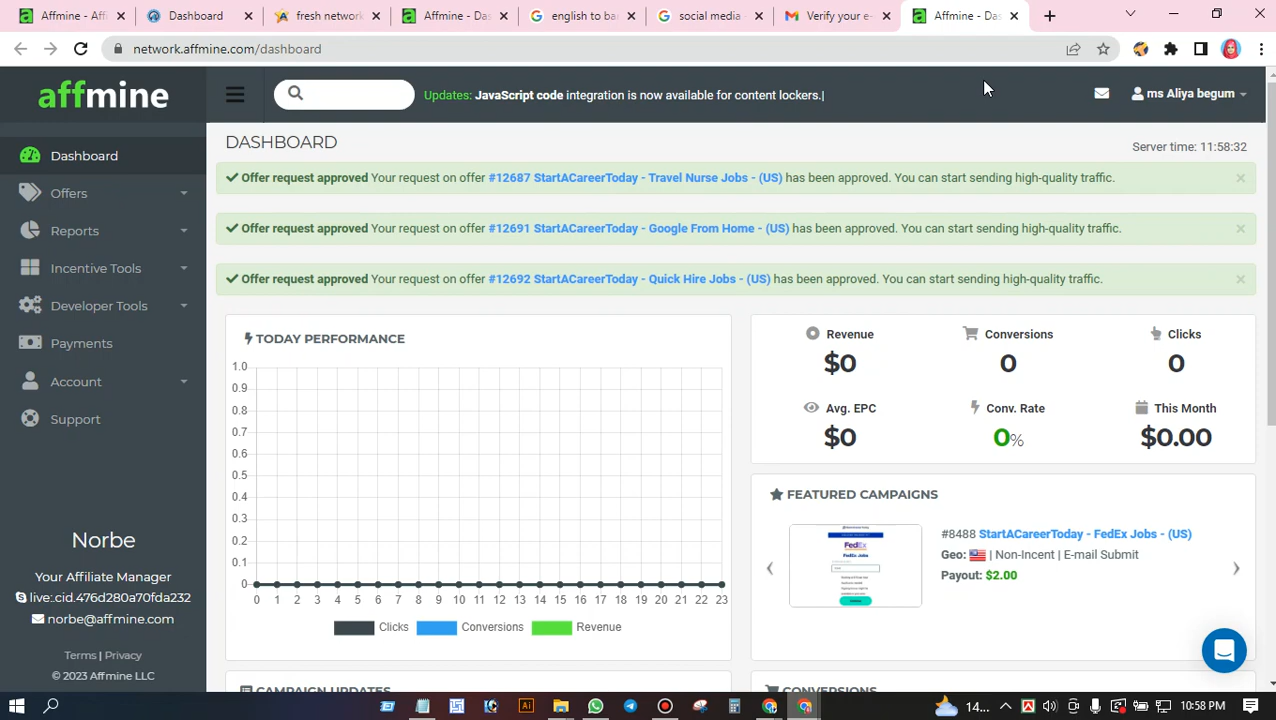 Affmine - Das
Dashboard
fresh network
Affmine - Das
english to ba
social media
Verify your e-
Affmine - Das
network.affmine.com/dashboard
affmine
Updates: JavaScript code integration is now available for content lockers.|
ms Aliya begum
Dashboard
Offers
Reports
Incentive Tools
Developer Tools
Payments
Account
Support
Norbe
Your Affiliate Manager
live:.cid.476d280a70fda232
norbe@affmine.com
Terms | Privacy
© 2023 Affmine LLC
DASHBOARD
Server time: 11:58:32
Offer request approved Your request on offer #12687 StartACareerToday - Travel Nurse Jobs - (US) has been approved. You can start sending high-quality traffic.
Offer request approved Your request on offer #12691 StartACareerToday - Google From Home - (US) has been approved. You can start sending high-quality traffic.
Offer request approved Your request on offer #12692 StartACareerToday - Quick Hire Jobs - (US) has been approved. You can start sending high-quality traffic.
TODAY PERFORMANCE
1.0
0.9
0.8
0.7
0.6
0.5
0.4
0.3
0.2
0.1
0
0 1 2 3 4 5 6 7 8 9 10 11 12 13 14 15 16 17 18 19 20 21 22 23
Clicks Conversions Revenue
Revenue Conversions Clicks
$0 0 0
Avg. EPC Conv. Rate This Month
$0 0% $0.00
FEATURED CAMPAIGNS
FedEx
FedEx Jobs
#8488 StartACareerToday - FedEx Jobs - (US)
Geo: | Non-Incent | E-mail Submit
Payout: $2.00
CAMPAIGN UPDATES
CONVERSIONS
14...
10:58 PM